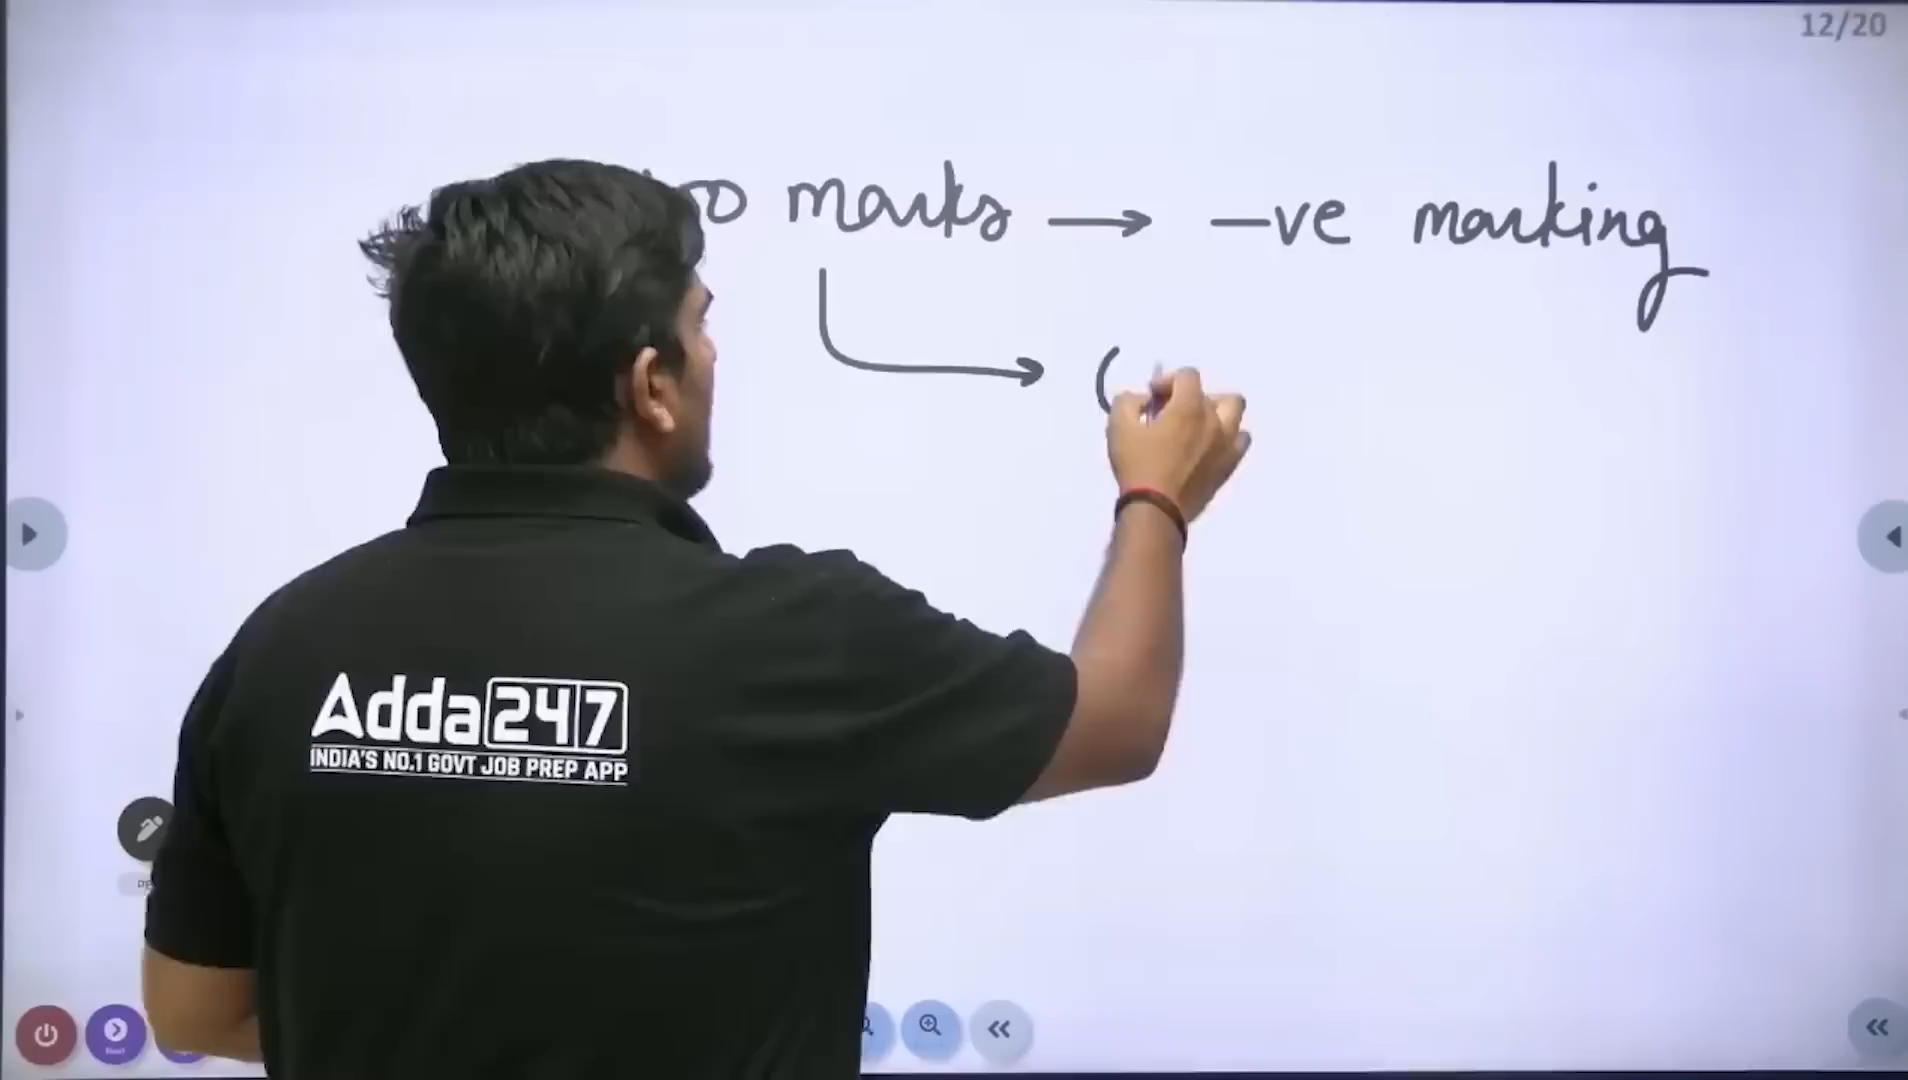 12/20
marks → -ve marking
Adda247
INDIA'S NO.1 GOVT JOB PREP APP